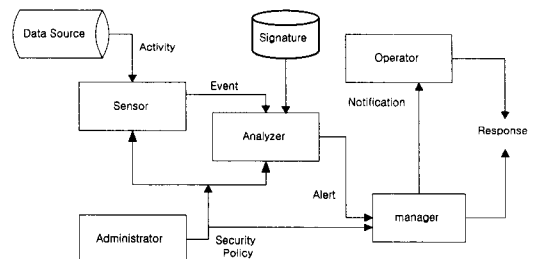 Data Source
Activity
Signature
Operator
Sensor
Event
Notification
Analyzer
Response
Alert
manager
Administrator
Security
Policy